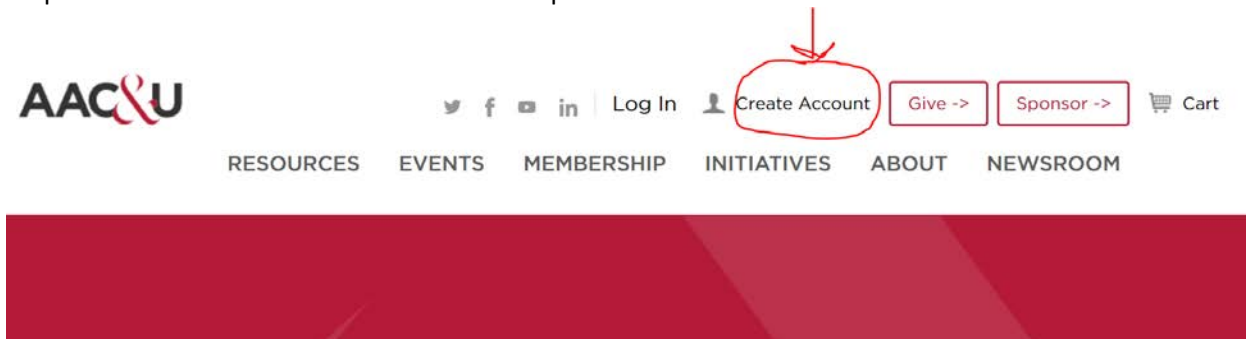 AAC&U
Log In Create Account Give -> Sponsor -> Cart
RESOURCES EVENTS MEMBERSHIP INITIATIVES ABOUT NEWSROOM